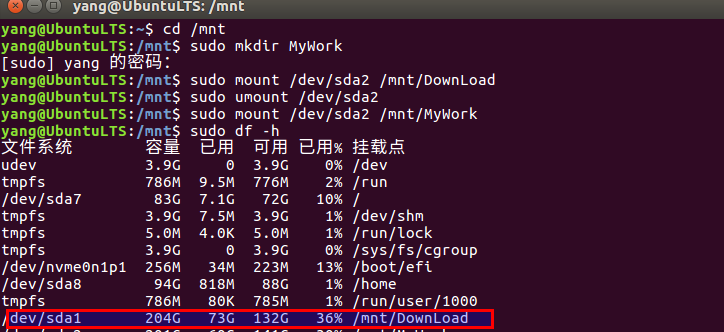 yang@UbuntuLTS: /mnt
yang@UbuntuLTS:~$ cd /mnt
yang@UbuntuLTS:/mnt$ sudo mkdir MyWork
[sudo] yang 的密码：
yang@UbuntuLTS:/mnt$ sudo mount /dev/sda2 /mnt/DownLoad
yang@UbuntuLTS:/mnt$ sudo umount /dev/sda2
yang@UbuntuLTS:/mnt$ sudo mount /dev/sda2 /mnt/MyWork
yang@UbuntuLTS:/mnt$ sudo df -h
文件系统 容量 已用 可用 已用% 挂载点
udev 3.9G 0 3.9G 0% /dev
tmpfs 786M 9.5M 776M 2% /run
/dev/sda7 83G 7.1G 72G 10% /
tmpfs 3.9G 7.5M 3.9G 1% /dev/shm
tmpfs 5.0M 4.0K 5.0M 1% /run/lock
tmpfs 3.9G 0 3.9G 0% /sys/fs/cgroup
/dev/nvme0n1p1 256M 34M 223M 13% /boot/efi
/dev/sda8 94G 818M 88G 1% /home
tmpfs 786M 80K 785M 1% /run/user/1000
/dev/sda1 204G 73G 132G 36% /mnt/DownLoad